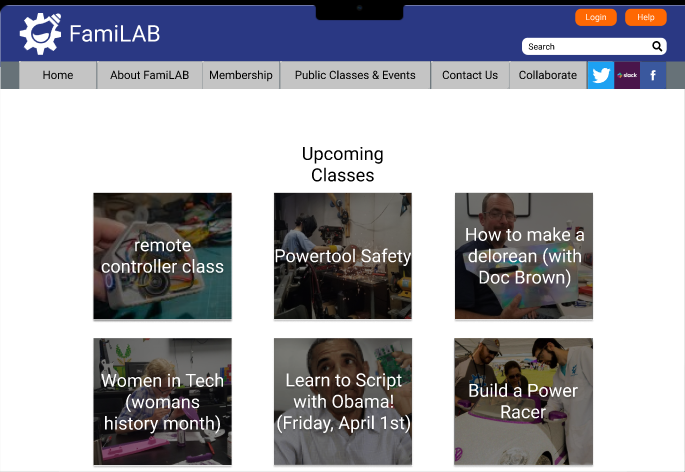 FamiLAB
Login
Help
Search
Home
About FamiLAB
Membership
Public Classes & Events
Contact Us
Collaborate
slack
f
Upcoming
Classes
remote
controller class
Powertool Safety
How to make a
delorean (with
Doc Brown)
Women in Tech
(womans
history month)
Learn to Script
with Obama!
(Friday, April 1st)
Build a Power
Racer